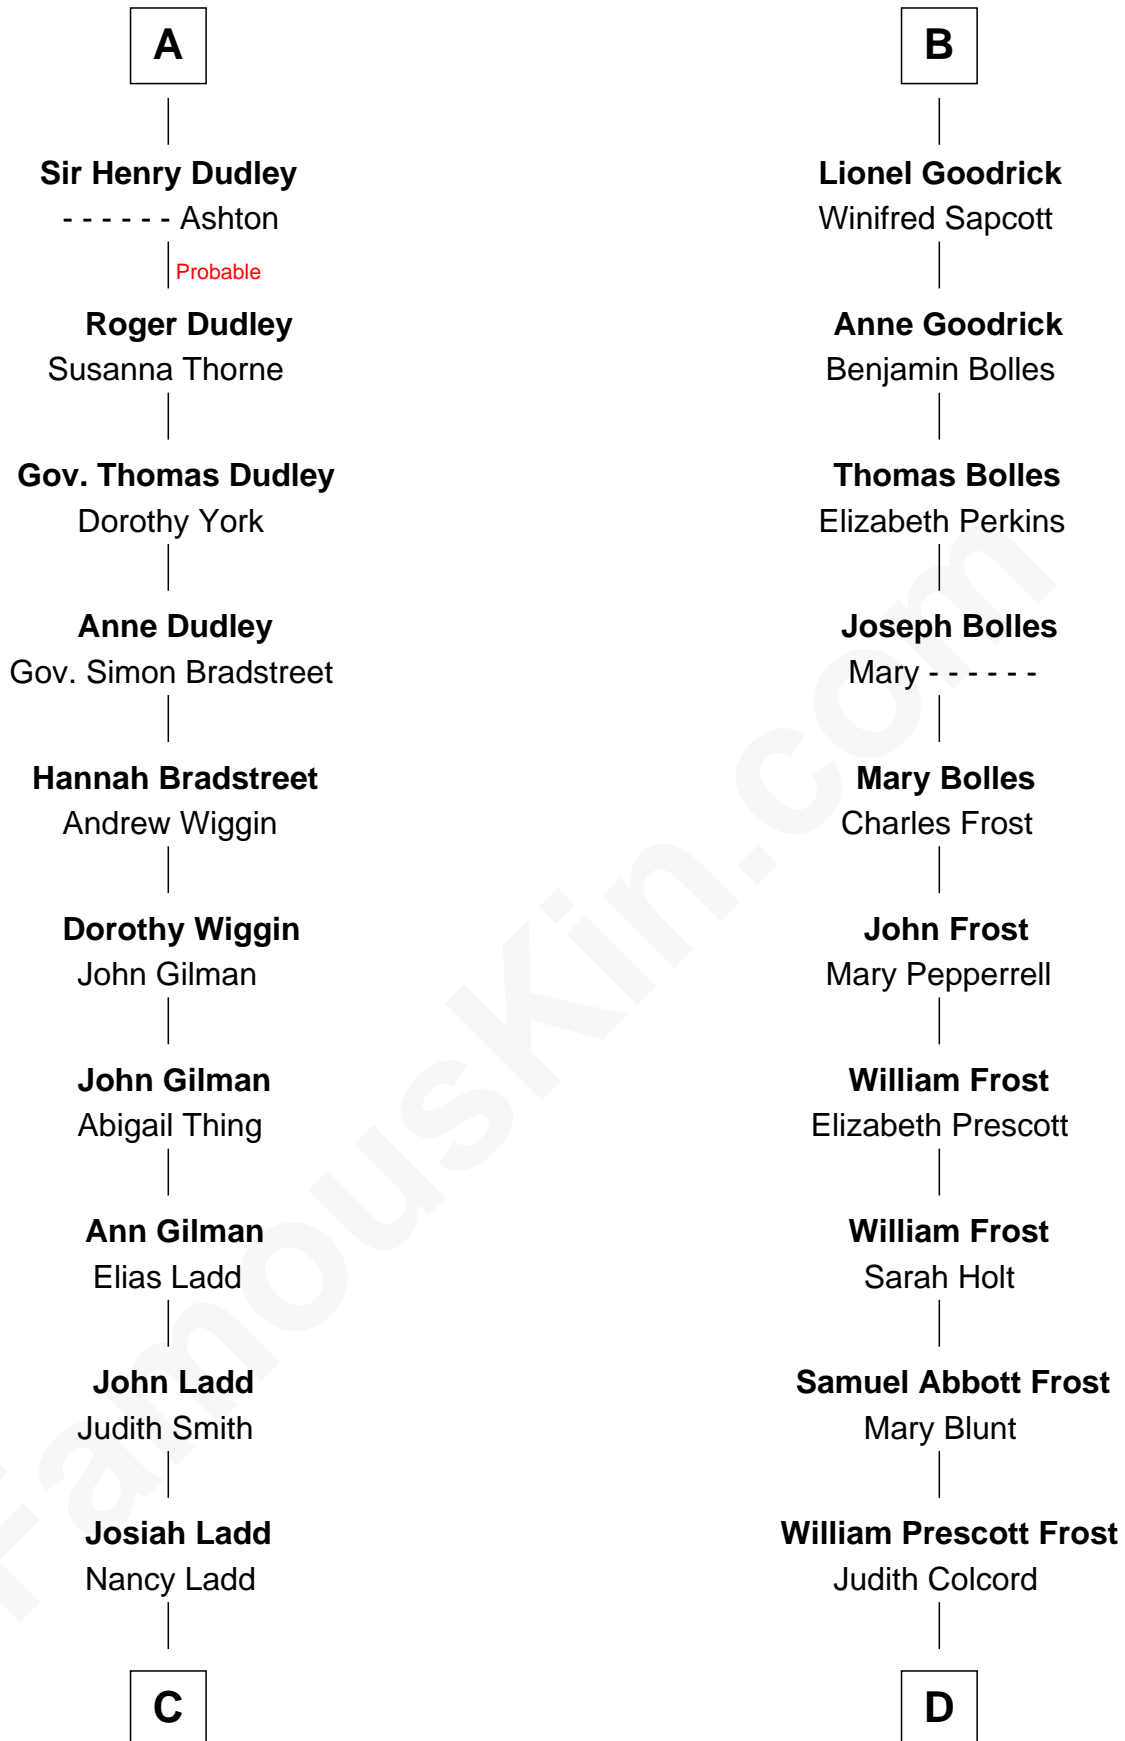 A
Sir Henry Dudley
- - - - - - Ashton
Probable
Roger Dudley
Susanna Thorne
Gov. Thomas Dudley
Dorothy York
Anne Dudley
Gov. Simon Bradstreet
Hannah Bradstreet
Andrew Wiggin
Dorothy Wiggin
John Gilman
John Gilman
Abigail Thing
Ann Gilman
Elias Ladd
John Ladd
Judith Smith
Josiah Ladd
Nancy Ladd
C
B
Lionel Goodrick
Winifred Sapcott
Anne Goodrick
Benjamin Bolles
Thomas Bolles
Elizabeth Perkins
Joseph Bolles
Mary - - - - - -
Mary Bolles
Charles Frost
John Frost
Mary Pepperrell
William Frost
Elizabeth Prescott
William Frost
Sarah Holt
Samuel Abbott Frost
Mary Blunt
William Prescott Frost
Judith Colcord
D
FamousKin.com